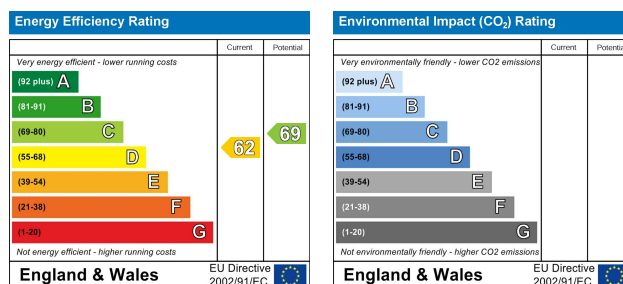 Energy Efficiency Rating
Current Potential
Very energy efficient - lower running costs
(92 plus) A
(81-91) B
(69-80) C
(55-68) D
(39-54) E
(21-38) F
(1-20) G
62
69
Not energy efficient - higher running costs
England & Wales
EU Directive
2002/91/EC
Environmental Impact (CO₂) Rating
Current Potential
Very environmentally friendly - lower CO2 emissions
(92 plus) A
(81-91) B
(69-80) C
(55-68) D
(39-54) E
(21-38) F
(1-20) G
Not environmentally friendly - higher CO2 emissions
England & Wales
EU Directive
2002/91/EC